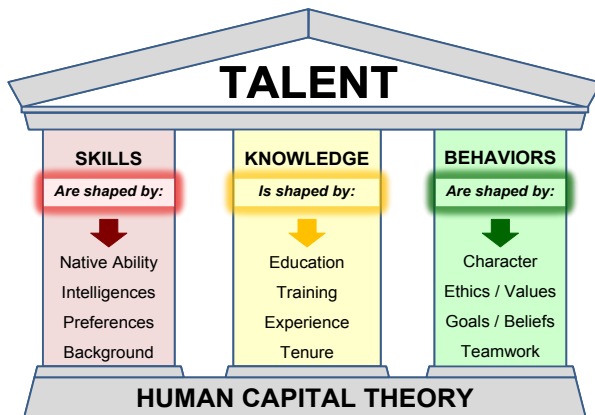 TALENT
SKILLS
Are shaped by:
Native Ability
Intelligences
Preferences
Background
KNOWLEDGE
Is shaped by:
Education
Training
Experience
Tenure
BEHAVIORS
Are shaped by:
Character
Ethics / Values
Goals / Beliefs
Teamwork
HUMAN CAPITAL THEORY